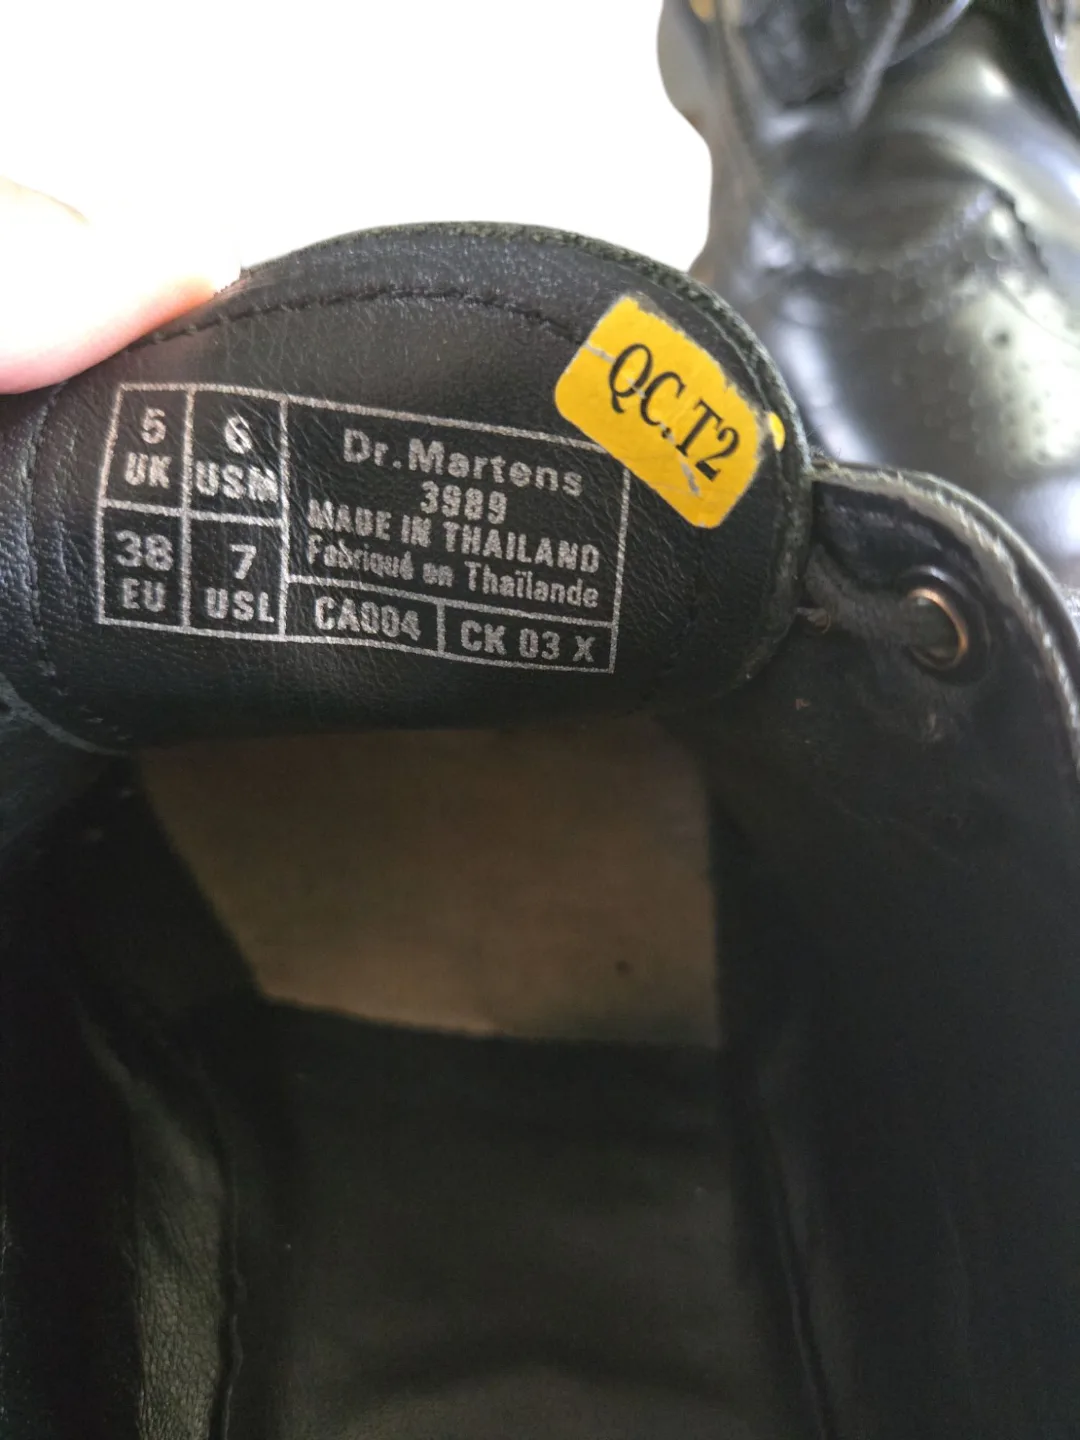 5
UK
6
USM
38
EU
7
USL
Dr.Martens
3989
MADE IN THAILAND
Fabriqué en Thaïlande
CA004
CK 03 X
QC.T2